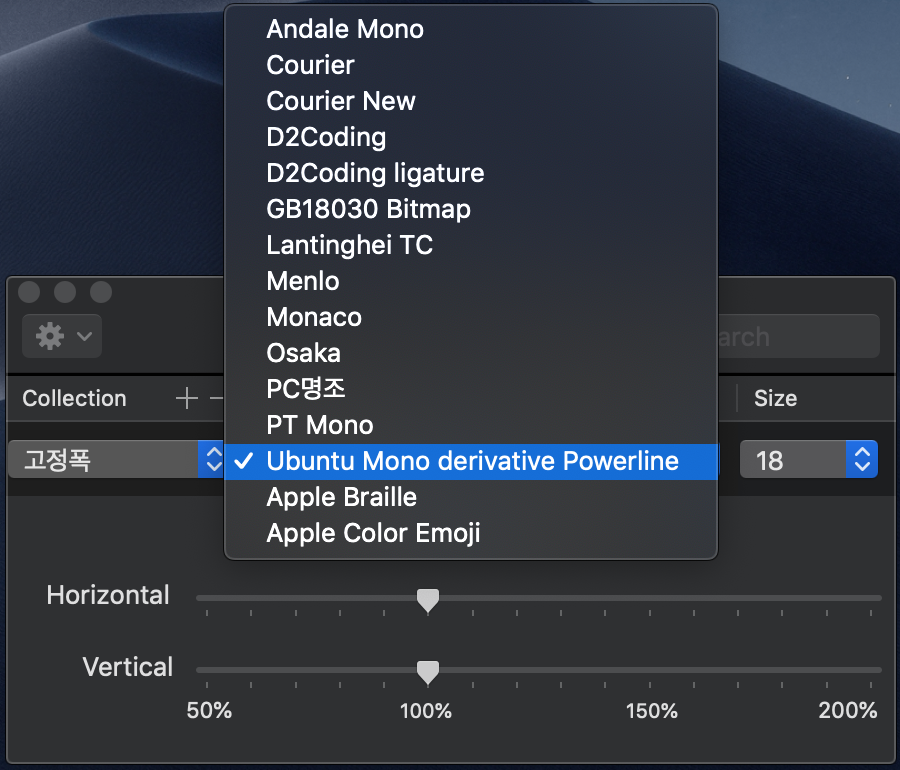 Andale Mono
Courier
Courier New
D2Coding
D2Coding ligature
GB18030 Bitmap
Lantinghei TC
Menlo
Monaco
Osaka
PC명조
PT Mono
Ubuntu Mono derivative Powerline
Apple Braille
Apple Color Emoji
arch
Collection + −
Size
고정폭
18
Horizontal
Vertical
50% 100% 150% 200%